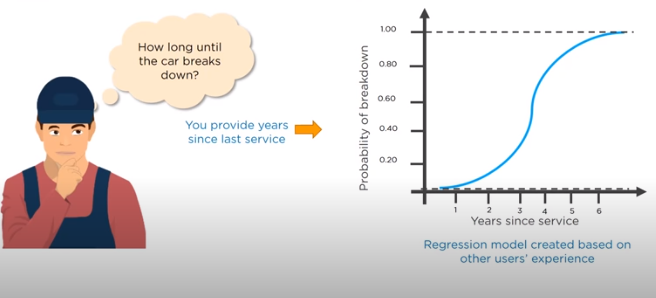 How long until
the car breaks
down?
You provide years
since last service
Probability of breakdown
1.00
0.80
0.60
0.40
0.20
1 2 3 4 5 6
Years since service
Regression model created based on
other users' experience